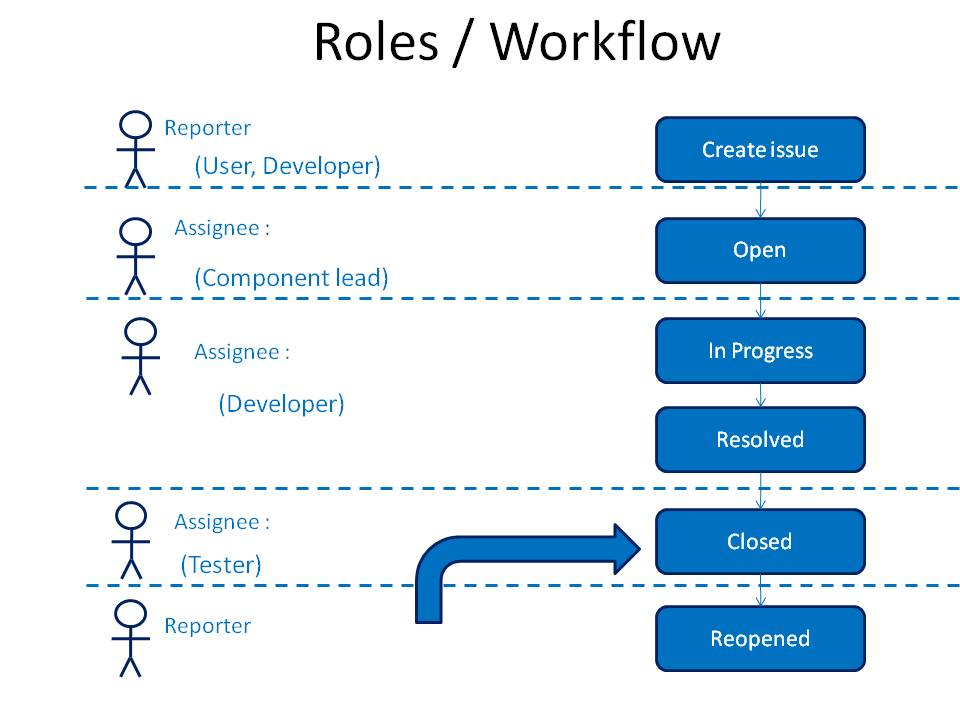 Roles / Workflow
Reporter
(User, Developer)
Create issue
Assignee :
(Component lead)
Open
Assignee :
(Developer)
In Progress
Resolved
Assignee :
(Tester)
Closed
Reporter
Reopened